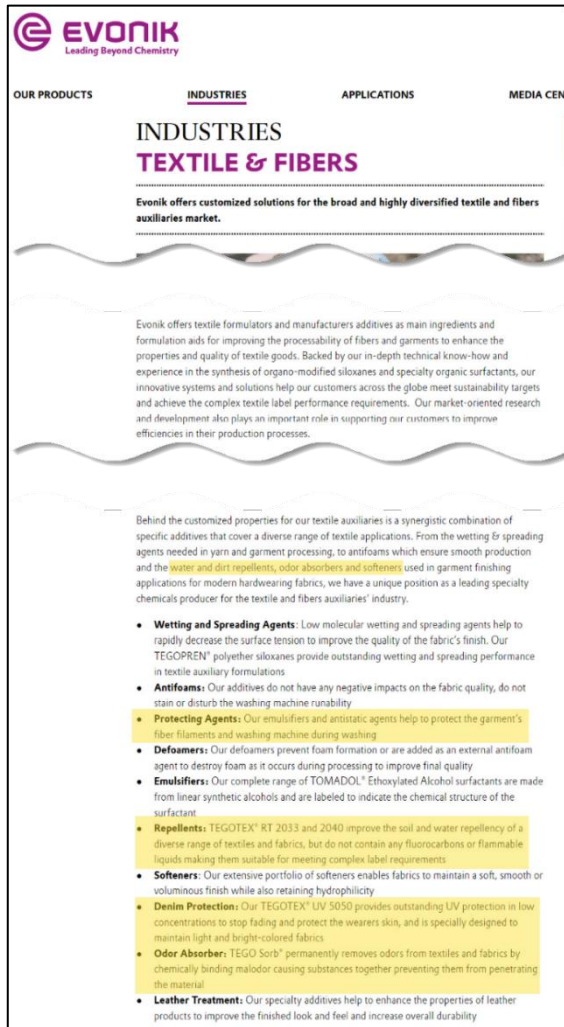 EVONIK
Leading Beyond Chemistry
OUR PRODUCTS INDUSTRIES APPLICATIONS MEDIA CEN
INDUSTRIES
TEXTILE & FIBERS
Evonik offers customized solutions for the broad and highly diversified textile and fibers
auxiliaries market.
Evonik offers textile formulators and manufacturers additives as main ingredients and
formulation aids for improving the processability of fibers and garments to enhance the
properties and quality of textile goods. Backed by our in-depth technical know-how and
experience in the synthesis of organo-modified siloxanes and specialty organic surfactants, our
innovative systems and solutions help our customers across the globe meet sustainability targets
and achieve the complex textile label performance requirements. Our market-oriented research
and development also plays an important role in supporting our customers to improve
efficiencies in their production processes.
Behind the customized properties for our textile auxiliaries is a synergistic combination of
specific additives that cover a diverse range of textile applications. From the wetting & spreading
agents needed in yarn and garment processing, to antifoams which ensure smooth production
and the water and dirt repellents, odor absorbers and softeners used in garment finishing
applications for modern hardwearing fabrics, we have a unique position as a leading specialty
chemicals producer for the textile and fibers auxiliaries' industry.
• Wetting and Spreading Agents: Low molecular wetting and spreading agents help to
rapidly decrease the surface tension to improve the quality of the fabric's finish. Our
TEGOPREN® polyether siloxanes provide outstanding wetting and spreading performance
in textile auxiliary formulations
• Antifoams: Our additives do not have any negative impacts on the fabric quality, do not
stain or disturb the washing machine runability
• Protecting Agents: Our emulsifiers and antistatic agents help to protect the garment's
fiber filaments and washing machine during washing
• Defoamers: Our defoamers prevent foam formation or are added as an external antifoam
agent to destroy foam as it occurs during processing to improve final quality
• Emulsifiers: Our complete range of TOMADOL® Ethoxylated Alcohol surfactants are made
from linear synthetic alcohols and are labeled to indicate the chemical structure of the
surfactant
• Repellents: TEGOTEX® RT 2033 and 2040 improve the soil and water repellency of a
diverse range of textiles and fabrics, but do not contain any fluorocarbons or flammable
liquids making them suitable for meeting complex label requirements
• Softeners: Our extensive portfolio of softeners enables fabrics to maintain a soft, smooth or
voluminous finish while also retaining hydrophilicity
• Denim Protection: Our TEGOTEX® UV 5050 provides outstanding UV protection in low
concentrations to stop fading and protect the wearers skin, and is specially designed to
maintain light and bright-colored fabrics
• Odor Absorber: TEGO Sorb® permanently removes odors from textiles and fabrics by
chemically binding malodor causing substances together preventing them from penetrating
the material
• Leather Treatment: Our specialty additives help to enhance the properties of leather
products to improve the finished look and feel and increase overall durability